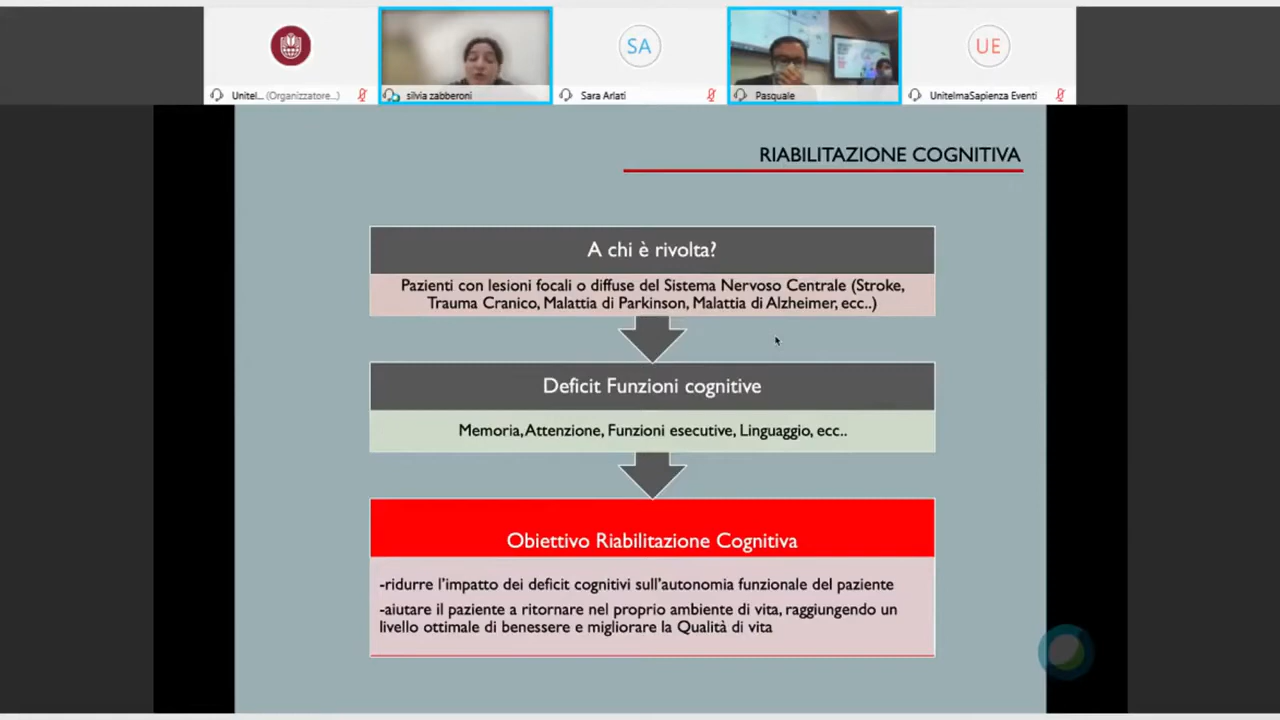 SA
UE
Unitel... (Organizzatore...)
silvia zabberoni
Sara Arlati
Pasquale
UnitelmaSapienza Eventi
RIABILITAZIONE COGNITIVA
A chi è rivolta?
Pazienti con lesioni focali o diffuse del Sistema Nervoso Centrale (Stroke,
Trauma Cranico, Malattia di Parkinson, Malattia di Alzheimer, ecc..)
Deficit Funzioni cognitive
Memoria, Attenzione, Funzioni esecutive, Linguaggio, ecc..
Obiettivo Riabilitazione Cognitiva
-ridurre l'impatto dei deficit cognitivi sull'autonomia funzionale del paziente
-aiutare il paziente a ritornare nel proprio ambiente di vita, raggiungendo un
livello ottimale di benessere e migliorare la Qualità di vita